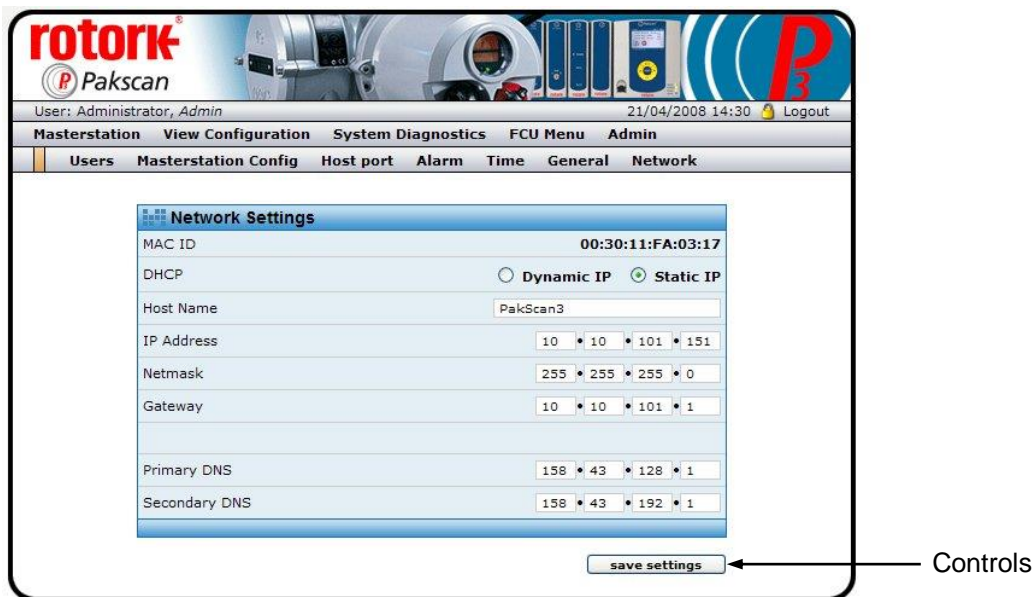 rotork®
P Pakscan
P3
User: Administrator, Admin 21/04/2008 14:30 Logout
Masterstation View Configuration System Diagnostics FCU Menu Admin
Users Masterstation Config Host port Alarm Time General Network
Network Settings
MAC ID 00:30:11:FA:03:17
DHCP Dynamic IP Static IP
Host Name PakScan3
IP Address 10 • 10 • 101 • 151
Netmask 255 • 255 • 255 • 0
Gateway 10 • 10 • 101 • 1
Primary DNS 158 • 43 • 128 • 1
Secondary DNS 158 • 43 • 192 • 1
save settings
Controls